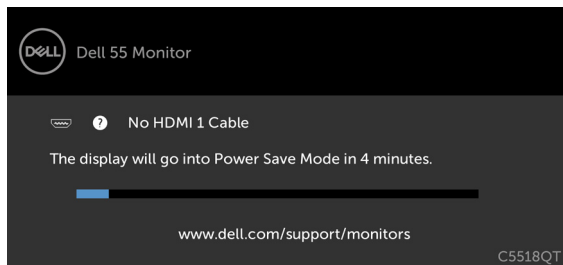 DELL
Dell 55 Monitor
? No HDMI 1 Cable
The display will go into Power Save Mode in 4 minutes.
www.dell.com/support/monitors
C5518QT